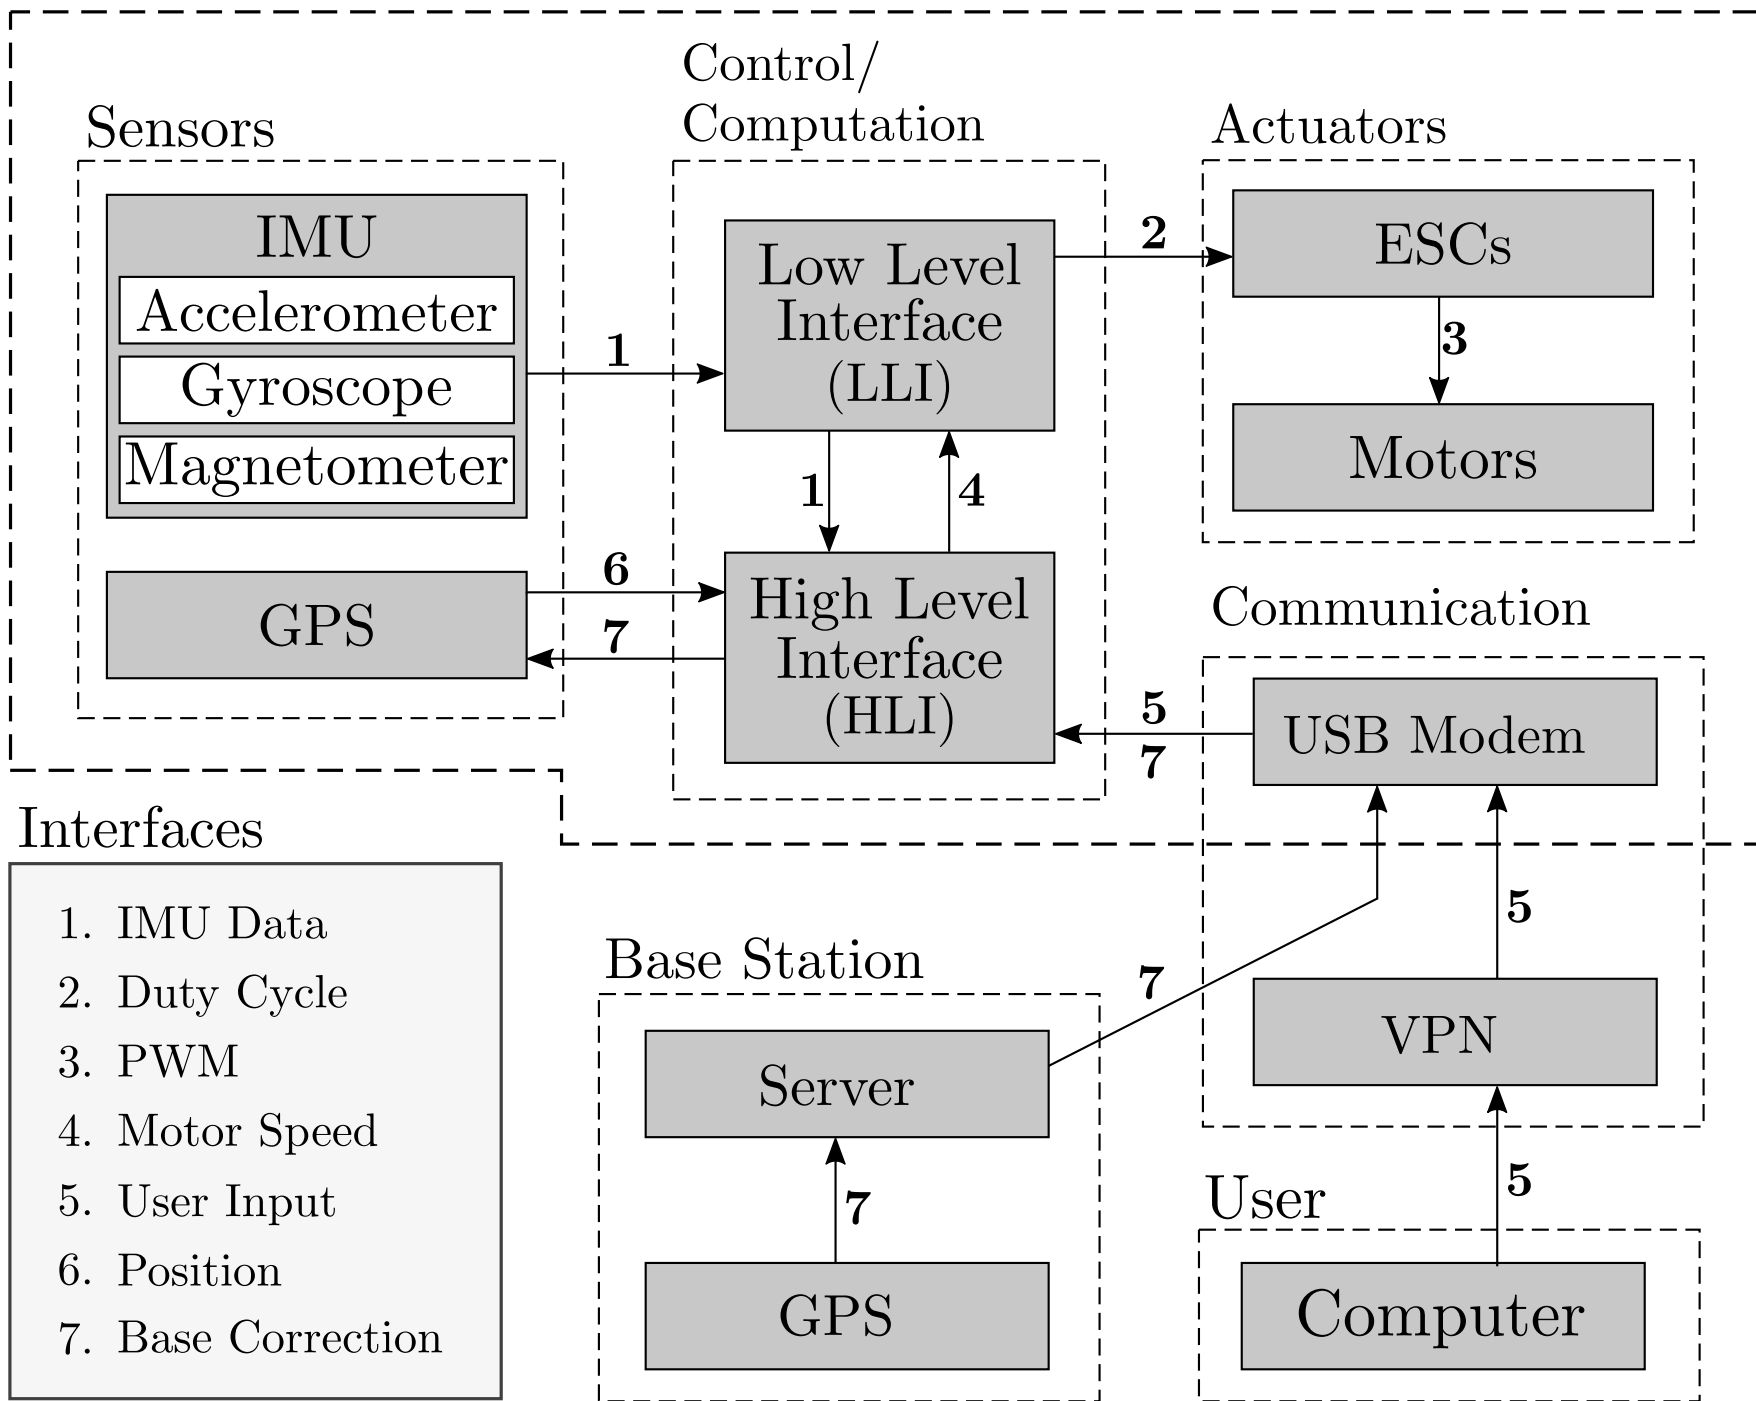 Control/
Computation
Sensors
Actuators
IMU
Accelerometer
Gyroscope
Magnetometer
1
Low Level
Interface
(LLI)
2
ESCs
3
Motors
1
4
GPS
6
7
High Level
Interface
(HLI)
Communication
5
7
USB Modem
5
VPN
Interfaces
1. IMU Data
2. Duty Cycle
3. PWM
4. Motor Speed
5. User Input
6. Position
7. Base Correction
Base Station
7
Server
7
GPS
5
User
Computer